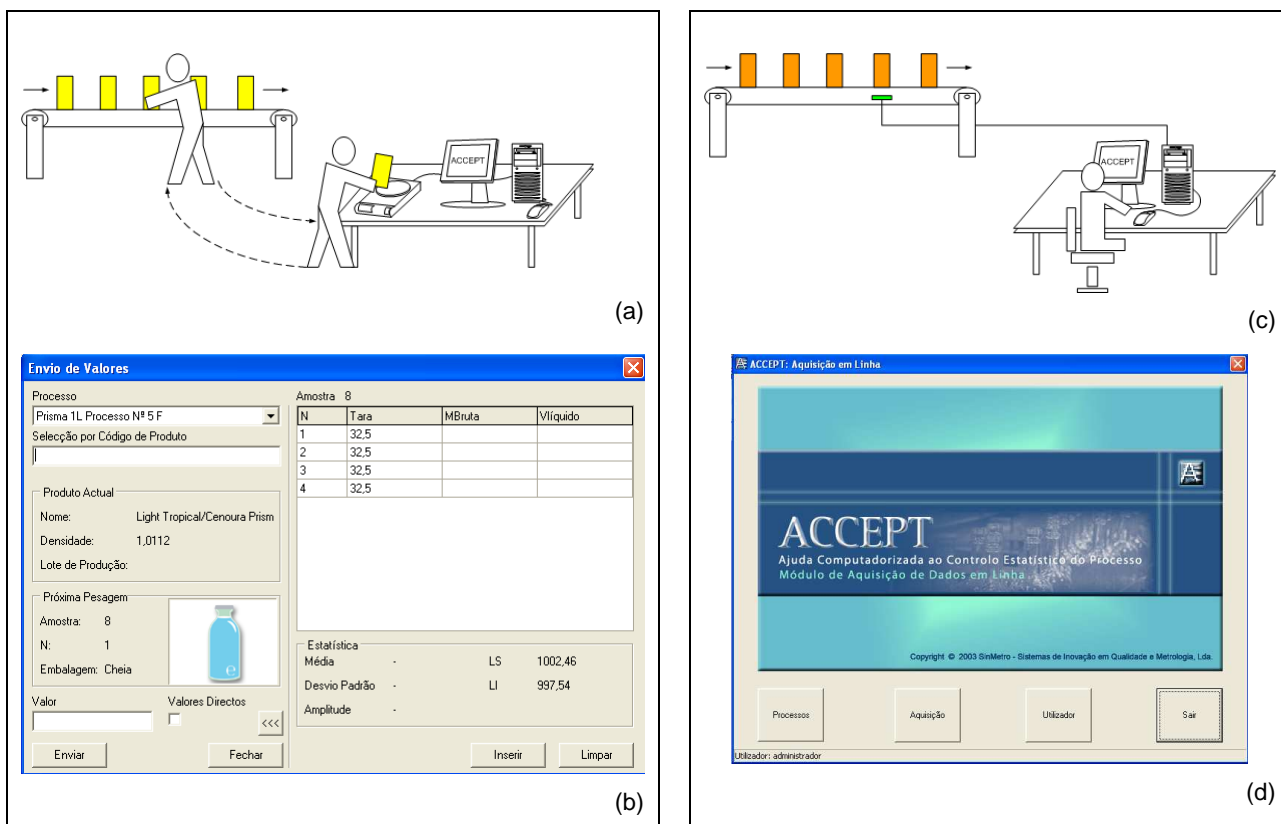 ACCEPT
(a)
Envio de Valores
Processo
Prisma 1L Processo Nº 5 F
Selecção por Código de Produto
Produto Actual
Nome: Light Tropical/Cenoura Prism
Densidade: 1,0112
Lote de Produção:
Próxima Pesagem
Amostra: 8
N: 1
Embalagem: Cheia
e
Valor
Valores Directos
<<<
Enviar
Fechar
Amostra 8
N Tara MBruta Vlíquido
1 32,5
2 32,5
3 32,5
4 32,5
Estatística
Média - LS 1002,46
Desvio Padrão - LI 997,54
Amplitude -
Inserir
Limpar
(b)
ACCEPT
(c)
ACCEPT: Aquisição em Linha
ACCEPT
Ajuda Computadorizada ao Controlo Estatístico do Processo
Módulo de Aquisição de Dados em Linha
Copyright © 2003 SinMetro - Sistemas de Inovação em Qualidade e Metrologia, Lda.
Processos
Aquisição
Utilizador
Sair
Utilizador: administrador
(d)